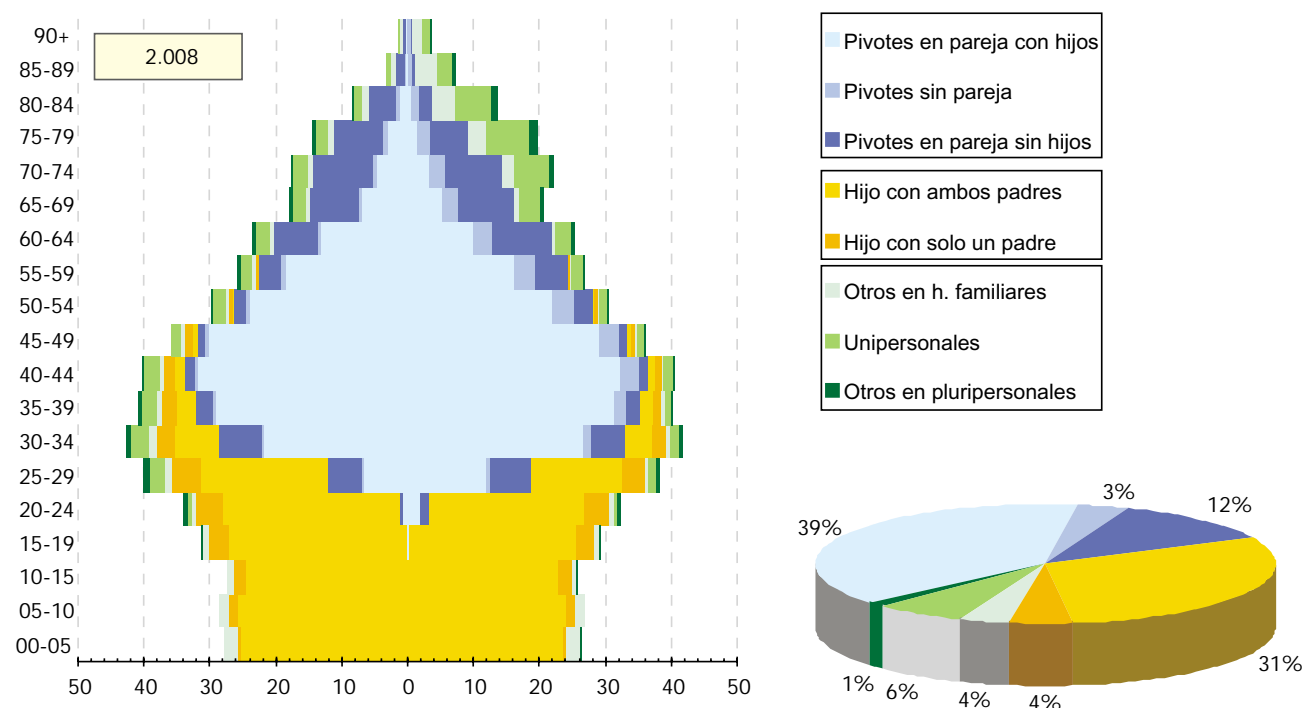 2.008
90+
85-89
80-84
75-79
70-74
65-69
60-64
55-59
50-54
45-49
40-44
35-39
30-34
25-29
20-24
15-19
10-15
05-10
00-05
50 40 30 20 10 0 10 20 30 40 50
Pivotes en pareja con hijos
Pivotes sin pareja
Pivotes en pareja sin hijos
Hijo con ambos padres
Hijo con solo un padre
Otros en h. familiares
Unipersonales
Otros en pluripersonales
3%
12%
39%
31%
1% 6% 4% 4%